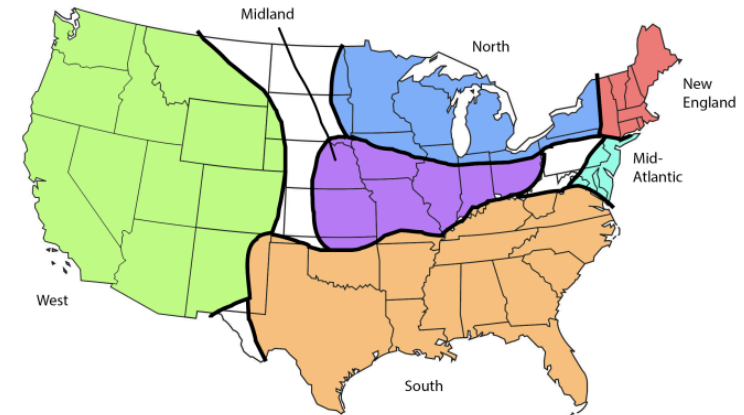 Midland
North
New
England
Mid-
Atlantic
West
South